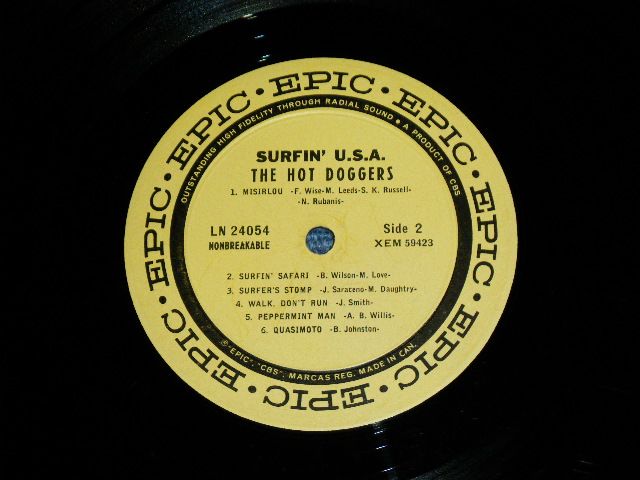 EPIC • EPIC • EPIC • EPIC • EPIC • EPIC • EPIC • EPIC • EPIC •
OUTSTANDING HIGH FIDELITY THROUGH RADIAL SOUND • A PRODUCT OF CBS
SURFIN' U.S.A.
THE HOT DOGGERS
1. MISIRLOU -F. Wise-M. Leeds-S. K. Russell-
-N. Rubanis-
LN 24054 Side 2
NONBREAKABLE XEM 59423
2. SURFIN' SAFARI -B. Wilson-M. Love-
3. SURFER'S STOMP -J. Saraceno-M. Daughtry-
4. WALK, DON'T RUN -J. Smith-
5. PEPPERMINT MAN -A. B. Willis-
6. QUASIMOTO -B. Johnston-
℗ "EPIC", "CBS", MARCAS REG. MADE IN CAN.